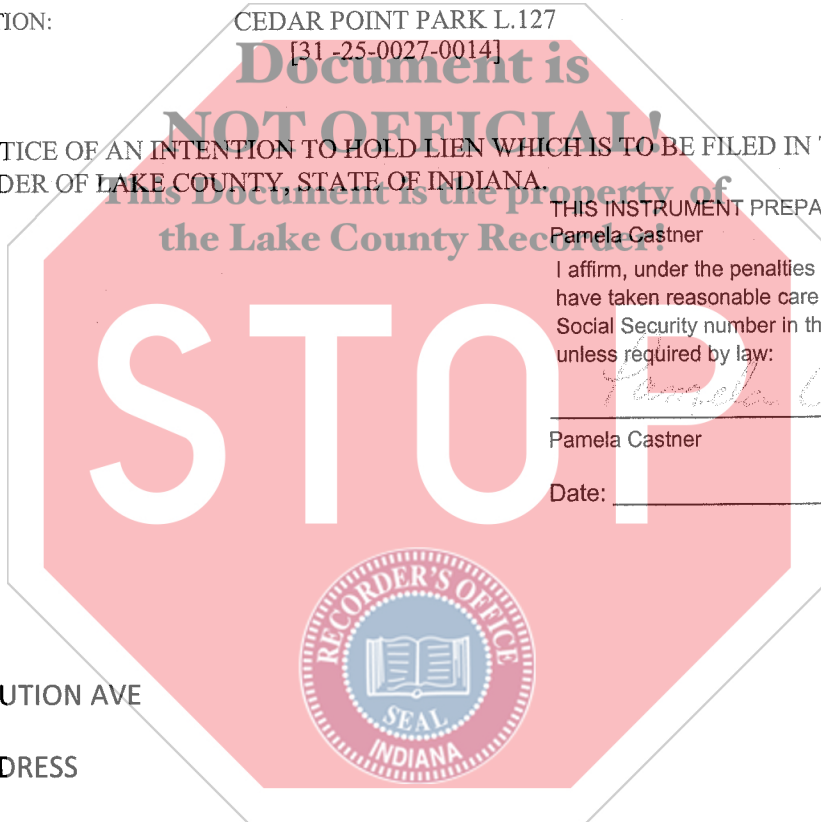 TION: CEDAR POINT PARK L.127
[31 -25-0027-0014]
Document is
NOT OFFICIAL!
TICE OF AN INTENTION TO HOLD LIEN WHICH IS TO BE FILED IN
DER OF LAKE COUNTY, STATE OF INDIANA.
This Document is the property of
the Lake County Recorder!
THIS INSTRUMENT PREPA
Pamela Castner
I affirm, under the penalties
have taken reasonable care
Social Security number in th
unless required by law:
Pamela C
Pamela Castner
Date:
STOP
RECORDER'S OFFICE
SEAL
INDIANA
UTION AVE
DRESS